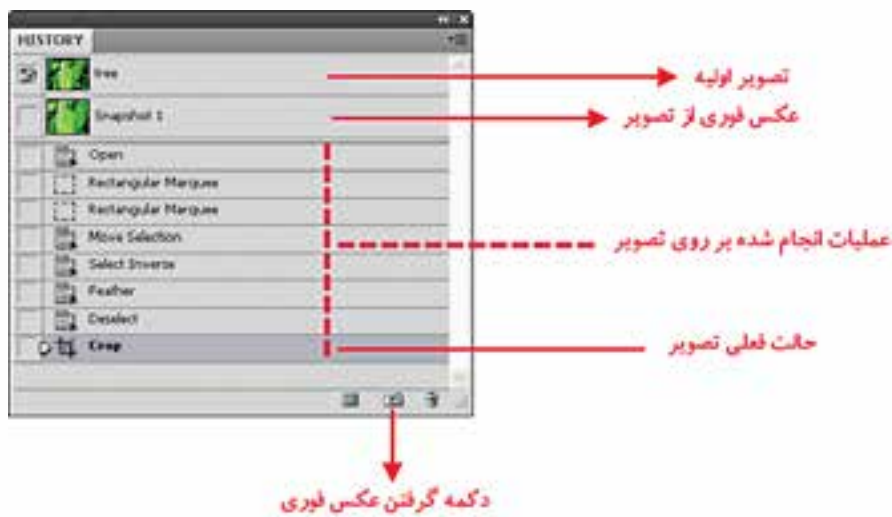 HISTORY
tree
تصویر اولیه
Snapshot 1
عکس فوری از تصویر
Open
Rectangular Marquee
Rectangular Marquee
Move Selection
عملیات انجام شده بر روی تصویر
Select Inverse
Feather
Deselect
Crop
حالت فعلی تصویر
دکمه گرفتن عکس فوری